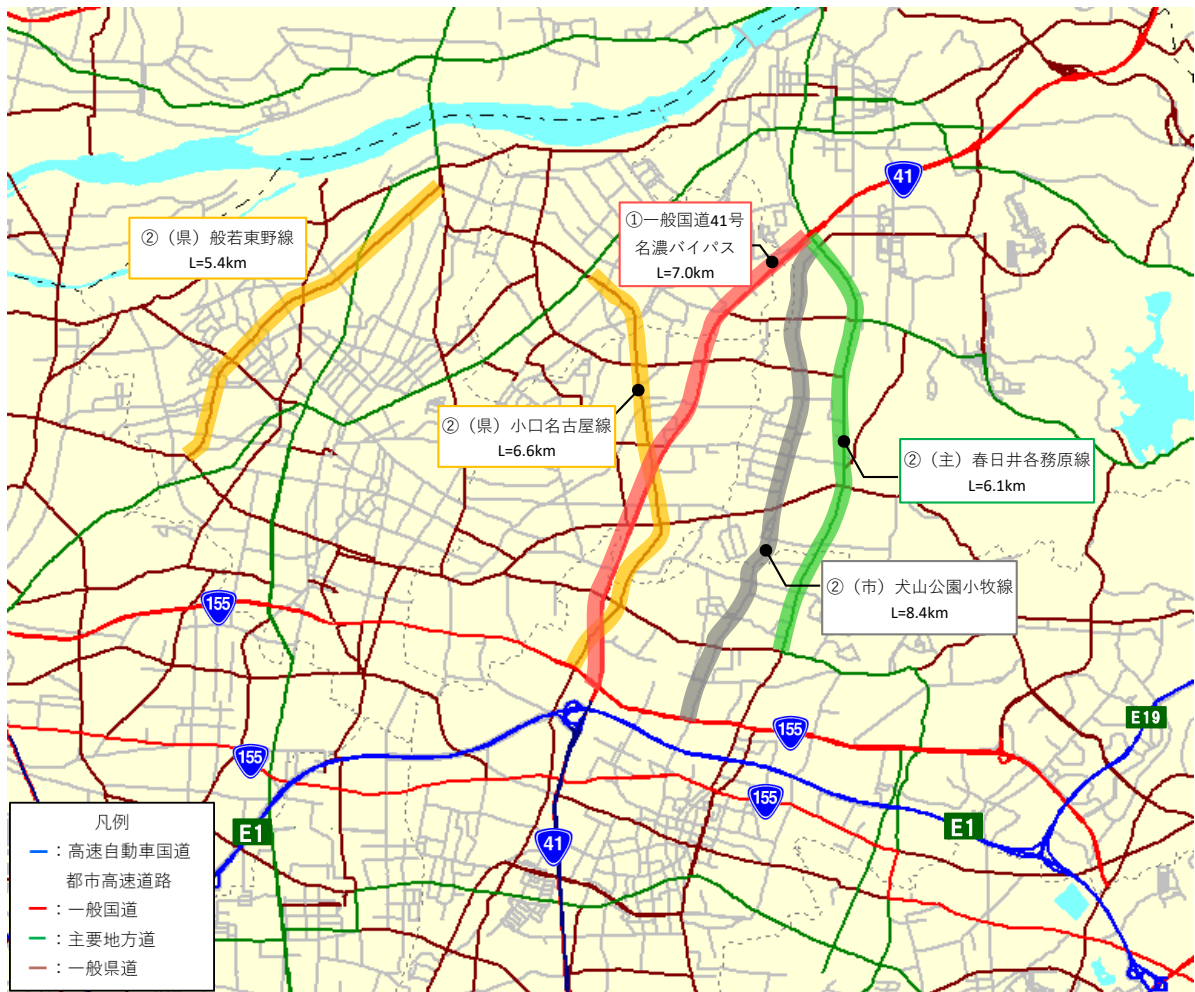 41
②（県）般若東野線
L=5.4km
①一般国道41号
名濃バイパス
L=7.0km
②（県）小口名古屋線
L=6.6km
②（主）春日井各務原線
L=6.1km
②（市）犬山公園小牧線
L=8.4km
155
E19
155
155
155
E1
41
E1
凡例
：高速自動車国道
都市高速道路
：一般国道
：主要地方道
：一般県道